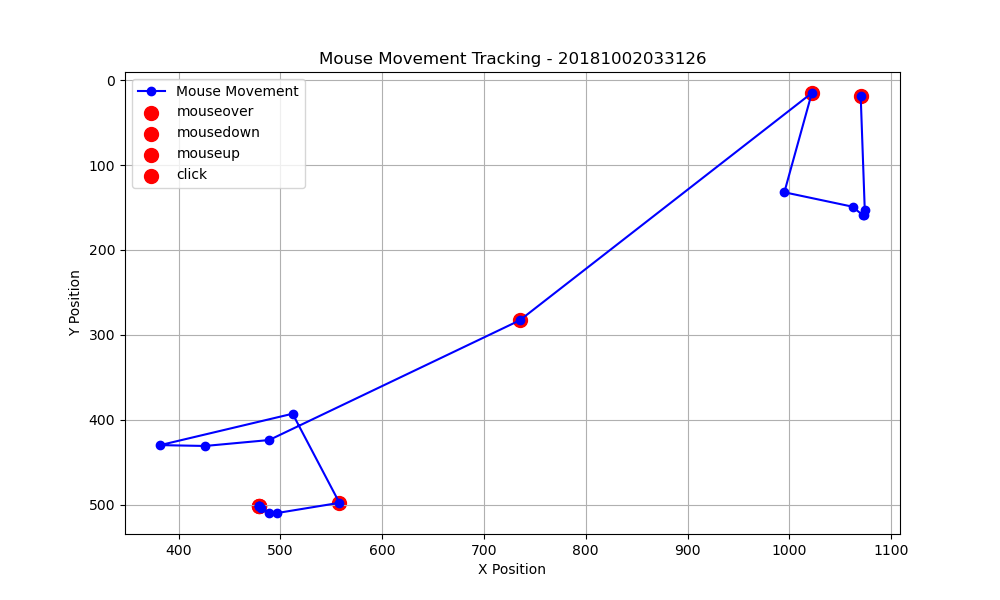 Mouse Movement Tracking - 20181002033126
Mouse Movement
mouseover
mousedown
mouseup
click
0
100
200
300
400
500
Y Position
400 500 600 700 800 900 1000 1100
X Position